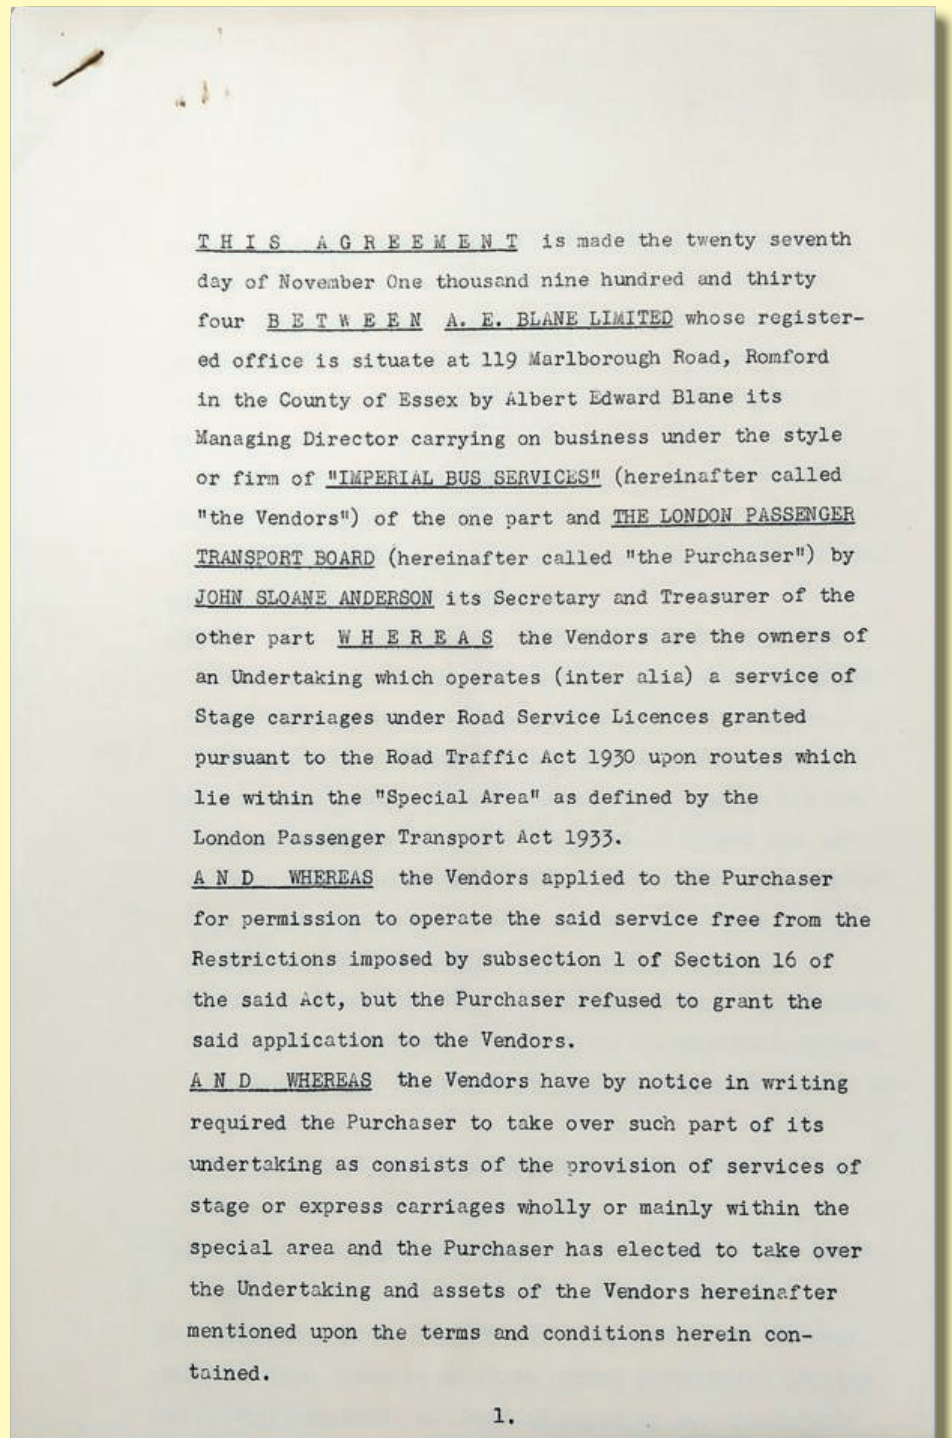 T H I S   A G R E E M E N T is made the twenty seventh
day of November One thousand nine hundred and thirty
four B E T W E E N A. E. BLANE LIMITED whose register-
ed office is situate at 119 Marlborough Road, Romford
in the County of Essex by Albert Edward Blane its
Managing Director carrying on business under the style
or firm of "IMPERIAL BUS SERVICES" (hereinafter called
"the Vendors") of the one part and THE LONDON PASSENGER
TRANSPORT BOARD (hereinafter called "the Purchaser") by
JOHN SLOANE ANDERSON its Secretary and Treasurer of the
other part W H E R E A S the Vendors are the owners of
an Undertaking which operates (inter alia) a service of
Stage carriages under Road Service Licences granted
pursuant to the Road Traffic Act 1930 upon routes which
lie within the "Special Area" as defined by the
London Passenger Transport Act 1933.
A N D   WHEREAS the Vendors applied to the Purchaser
for permission to operate the said service free from the
Restrictions imposed by subsection 1 of Section 16 of
the said Act, but the Purchaser refused to grant the
said application to the Vendors.
A N D   WHEREAS the Vendors have by notice in writing
required the Purchaser to take over such part of its
undertaking as consists of the provision of services of
stage or express carriages wholly or mainly within the
special area and the Purchaser has elected to take over
the Undertaking and assets of the Vendors hereinafter
mentioned upon the terms and conditions herein con-
tained.
1.